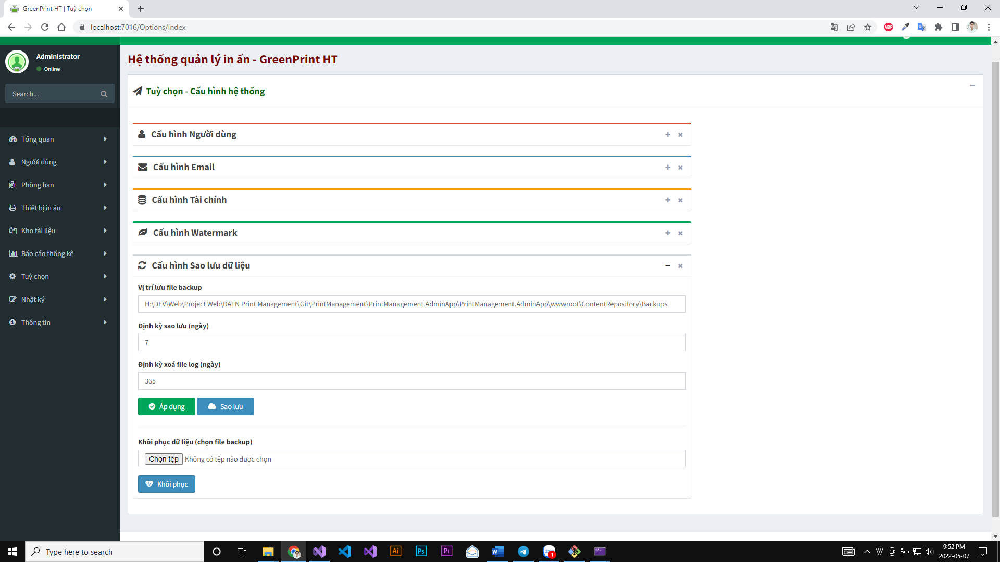 GreenPrint HT | Tuỳ chọn
localhost:7016/Options/Index
ABP
Administrator
Online
Search...
Tổng quan
Người dùng
Phòng ban
Thiết bị in ấn
Kho tài liệu
Báo cáo thống kê
Tuỳ chọn
Nhật ký
Thông tin
Hệ thống quản lý in ấn - GreenPrint HT
Tuỳ chọn - Cấu hình hệ thống
Cấu hình Người dùng
Cấu hình Email
Cấu hình Tài chính
Cấu hình Watermark
Cấu hình Sao lưu dữ liệu
Vị trí lưu file backup
H:\DEV\Web\Project Web\DATN Print Management\Git\PrintManagement\PrintManagement.AdminApp\PrintManagement.AdminApp\wwwroot\ContentRepository\Backups
Định kỳ sao lưu (ngày)
7
Định kỳ xoá file log (ngày)
365
Áp dụng
Sao lưu
Khôi phục dữ liệu (chọn file backup)
Chọn tệp Không có tệp nào được chọn
Khôi phục
Type here to search
Ai
Ps
Pr
W
1
V
9:52 PM
2022-05-07